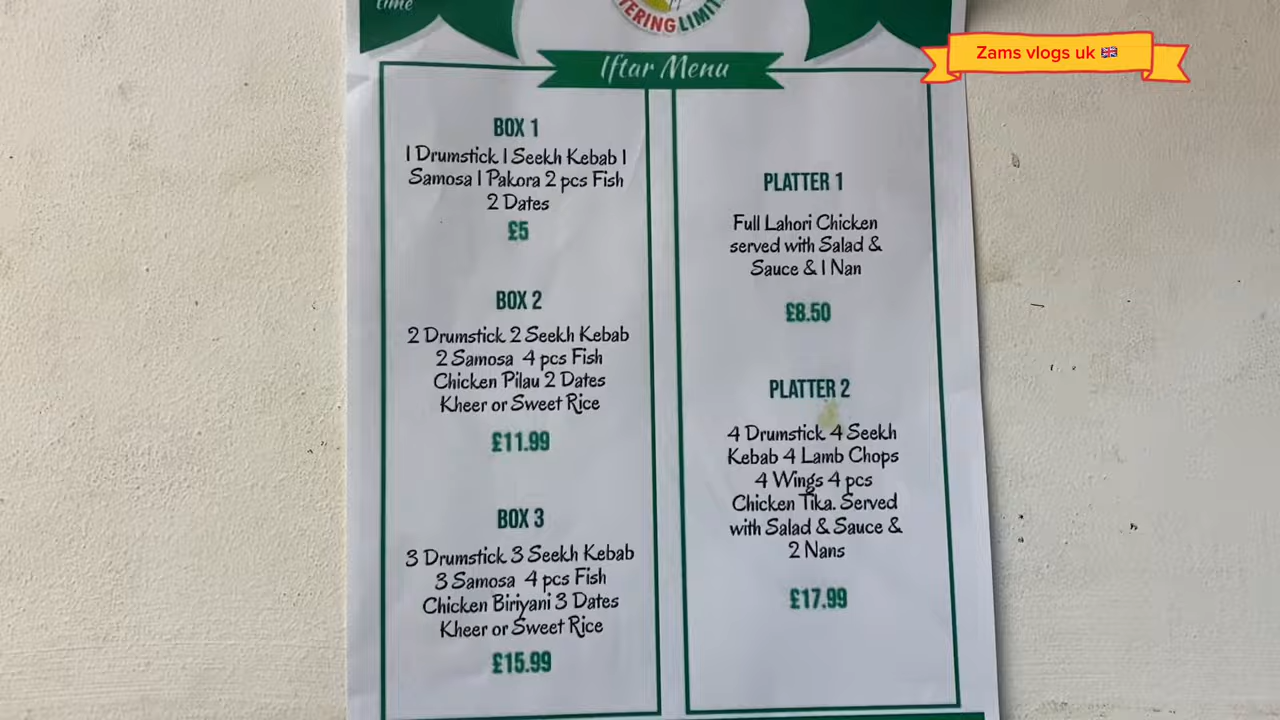 time
TERING LIMIT
Zams vlogs uk 🇬🇧
Iftar Menu
BOX 1
1 Drumstick 1 Seekh Kebab 1
Samosa 1 Pakora 2 pcs Fish
2 Dates
£5
BOX 2
2 Drumstick 2 Seekh Kebab
2 Samosa 4 pcs Fish
Chicken Pilau 2 Dates
Kheer or Sweet Rice
£11.99
BOX 3
3 Drumstick 3 Seekh Kebab
3 Samosa 4 pcs Fish
Chicken Biriyani 3 Dates
Kheer or Sweet Rice
£15.99
PLATTER 1
Full Lahori Chicken
served with Salad &
Sauce & 1 Nan
£8.50
PLATTER 2
4 Drumstick 4 Seekh
Kebab 4 Lamb Chops
4 Wings 4 pcs
Chicken Tika. Served
with Salad & Sauce &
2 Nans
£17.99